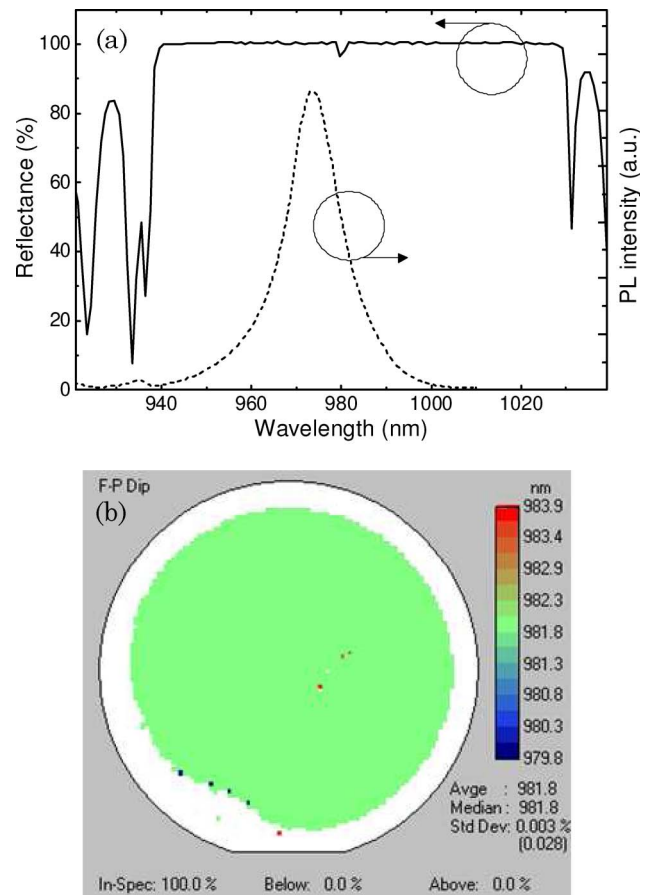 (a)
100
80
60
40
20
0
Reflectance (%)
PL intensity (a.u.)
940 960 980 1000 1020
Wavelength (nm)
F-P Dip
(b)
nm
983.9
983.4
982.9
982.3
981.8
981.3
980.8
980.3
979.8
Avge : 981.8
Median : 981.8
Std Dev: 0.003 %
(0.028)
In-Spec: 100.0 % Below: 0.0 % Above: 0.0 %